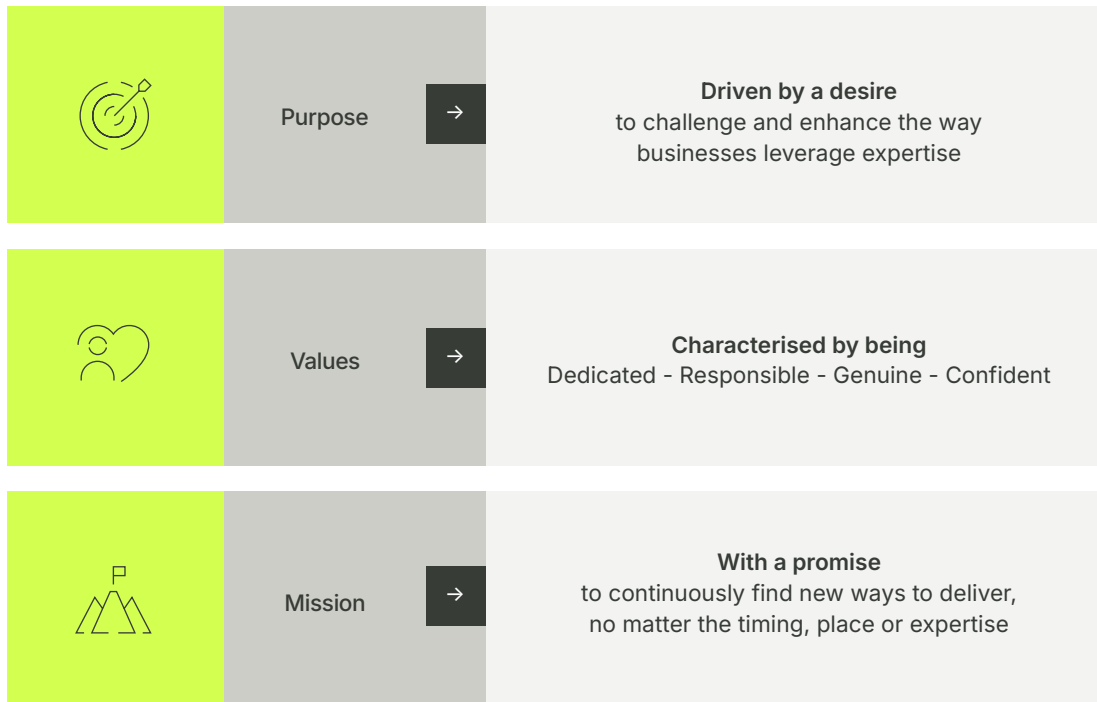 Purpose
Driven by a desire
to challenge and enhance the way
businesses leverage expertise
Values
Characterised by being
Dedicated - Responsible - Genuine - Confident
Mission
With a promise
to continuously find new ways to deliver,
no matter the timing, place or expertise